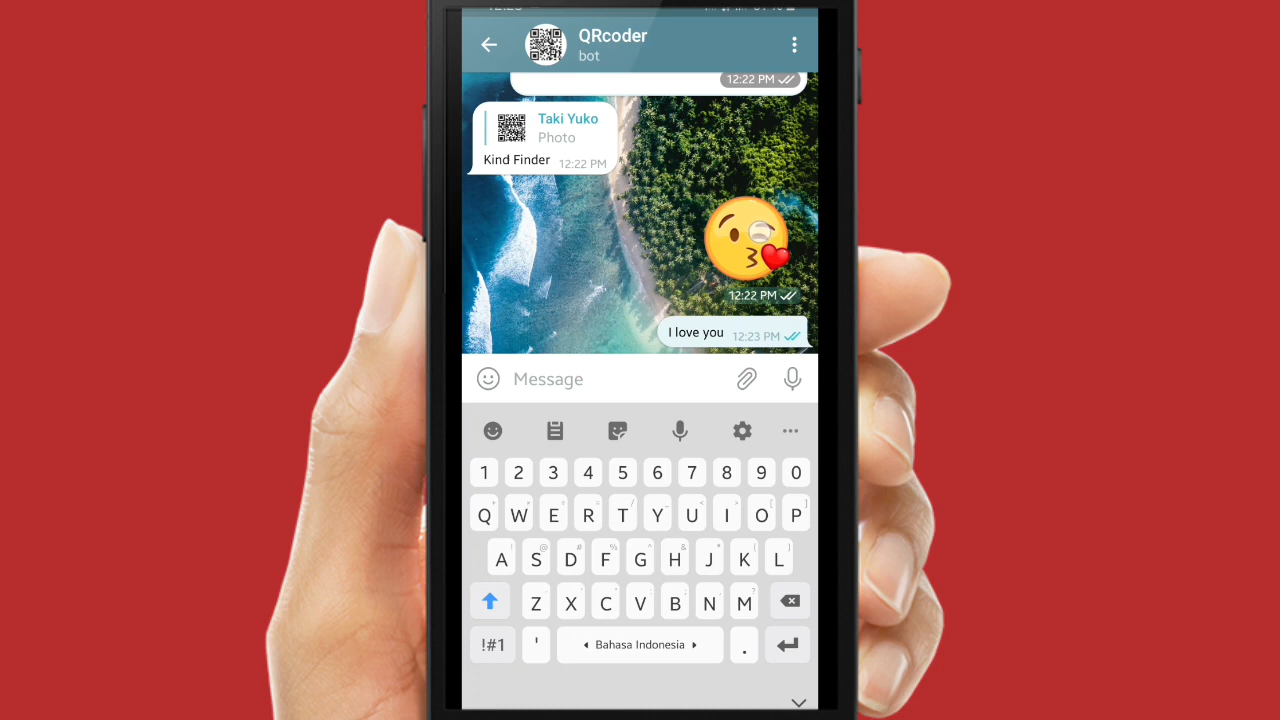 QRcoder
bot
12:22 PM
Taki Yuko
Photo
Kind Finder 12:22 PM
12:22 PM
I love you 12:23 PM
Message
1 2 3 4 5 6 7 8 9 0
Q W E R T Y U I O P
A S D F G H J K L
Z X C V B N M
!#1 ' Bahasa Indonesia .